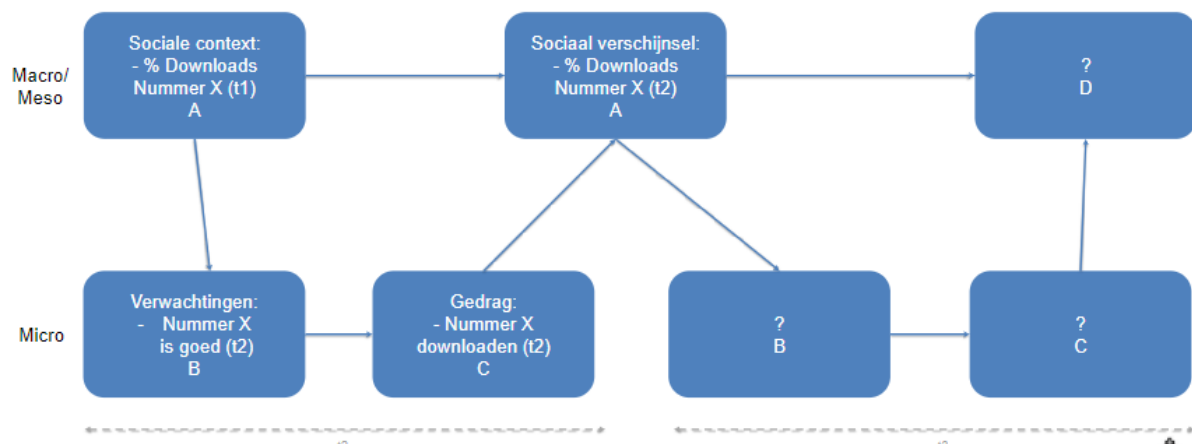 Macro/
Meso
Sociale context:
- % Downloads
Nummer X (t1)
A
Sociaal verschijnsel:
- % Downloads
Nummer X (t2)
A
?
D
Micro
Verwachtingen:
- Nummer X
is goed (t2)
B
Gedrag:
- Nummer X
downloaden (t2)
C
?
B
?
C